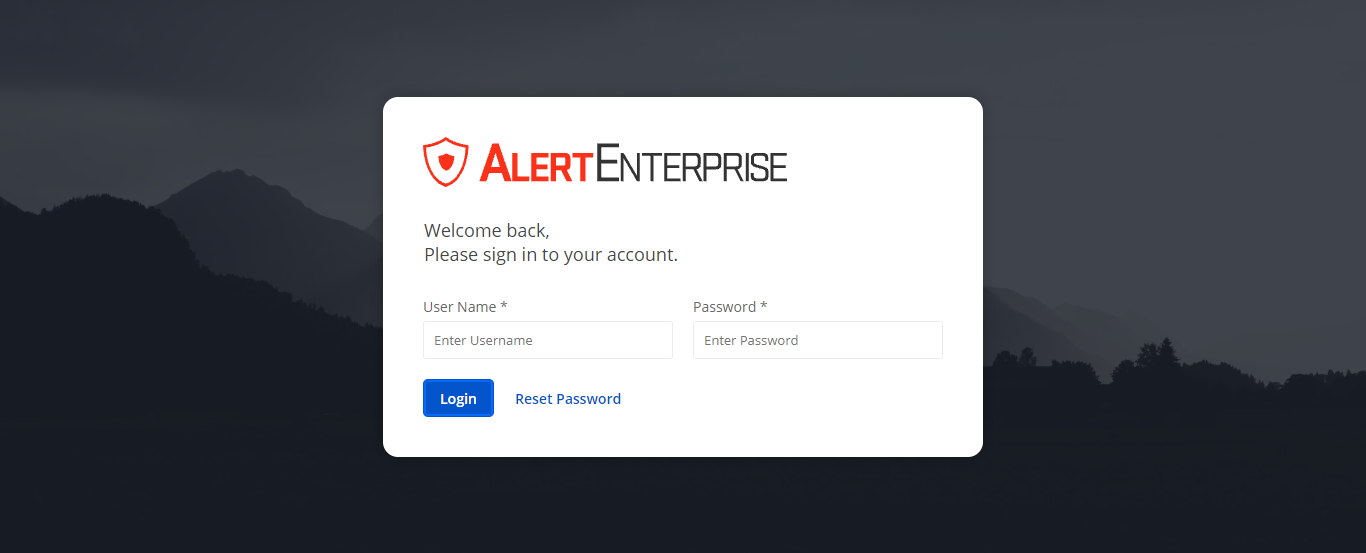 ALERTENTERPRISE
Welcome back,
Please sign in to your account.
User Name * Password *
Enter Username Enter Password
Login Reset Password